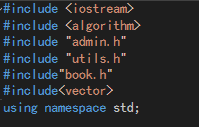 #include <iostream>
#include <algorithm>
#include "admin.h"
#include "utils.h"
#include"book.h"
#include<vector>
using namespace std;